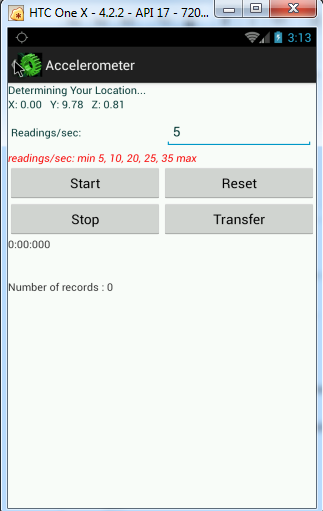 HTC One X - 4.2.2 - API 17 - 720...
3:13
Accelerometer
Determining Your Location...
X: 0.00 Y: 9.78 Z: 0.81
Readings/sec: 5
readings/sec: min 5, 10, 20, 25, 35 max
Start Reset
Stop Transfer
0:00:000
Number of records : 0